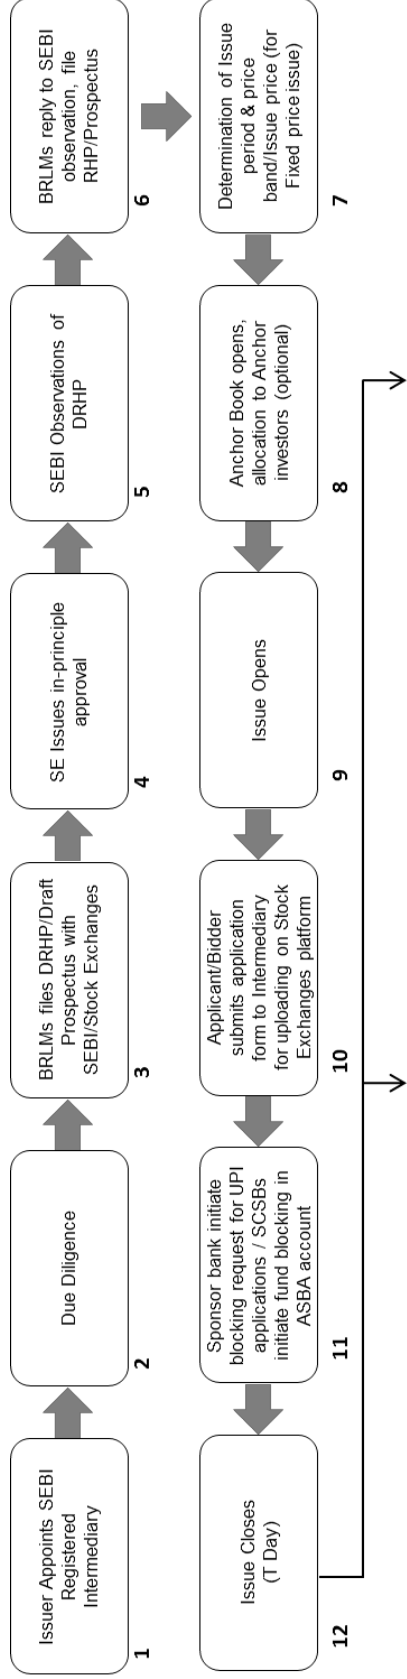 Issuer Appoints SEBI
Registered
Intermediary
1
Due Diligence
2
BRLMs files DRHP/Draft
Prospectus with
SEBI/Stock Exchanges
3
SE Issues in-principle
approval
4
SEBI Observations of
DRHP
5
BRLMs reply to SEBI
observation, file
RHP/Prospectus
6
Determination of Issue
period & price
band/Issue price (for
Fixed price issue)
7
Anchor Book opens,
allocation to Anchor
investors (optional)
8
Issue Opens
9
Applicant/Bidder
submits application
form to Intermediary
for uploading on Stock
Exchanges platform
10
Sponsor bank initiate
blocking request for UPI
applications / SCSBs
initiate fund blocking in
ASBA account
11
Issue Closes
(T Day)
12